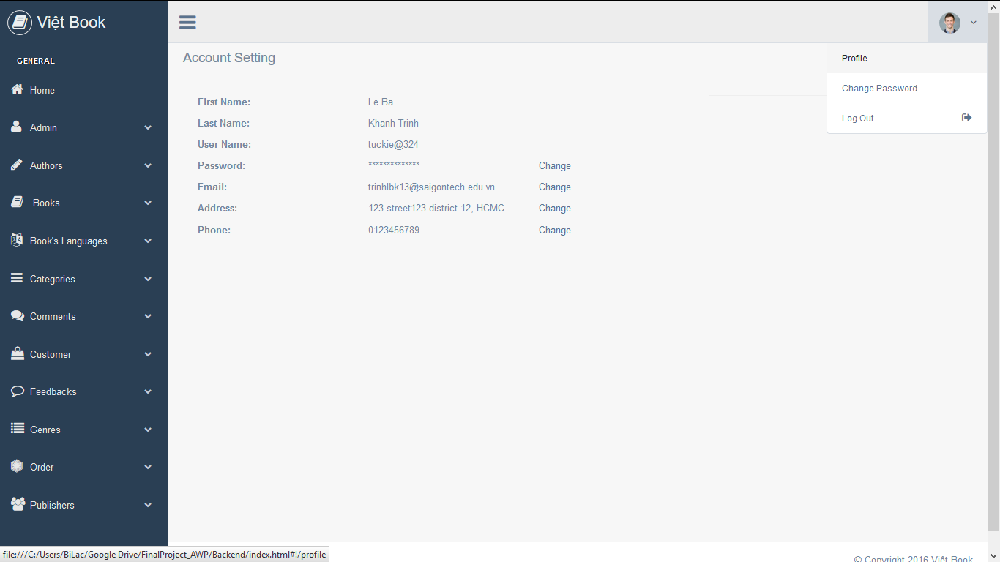 Việt Book
GENERAL
Home
Admin
Authors
Books
Book's Languages
Categories
Comments
Customer
Feedbacks
Genres
Order
Publishers
Profile
Change Password
Log Out
Account Setting
First Name: Le Ba
Last Name: Khanh Trinh
User Name: tuckie@324
Password: ************** Change
Email: trinhlbk13@saigontech.edu.vn Change
Address: 123 street123 district 12, HCMC Change
Phone: 0123456789 Change
© Copyright 2016 Việt Book
file:///C:/Users/BiLac/Google Drive/FinalProject_AWP/Backend/index.html#!/profile